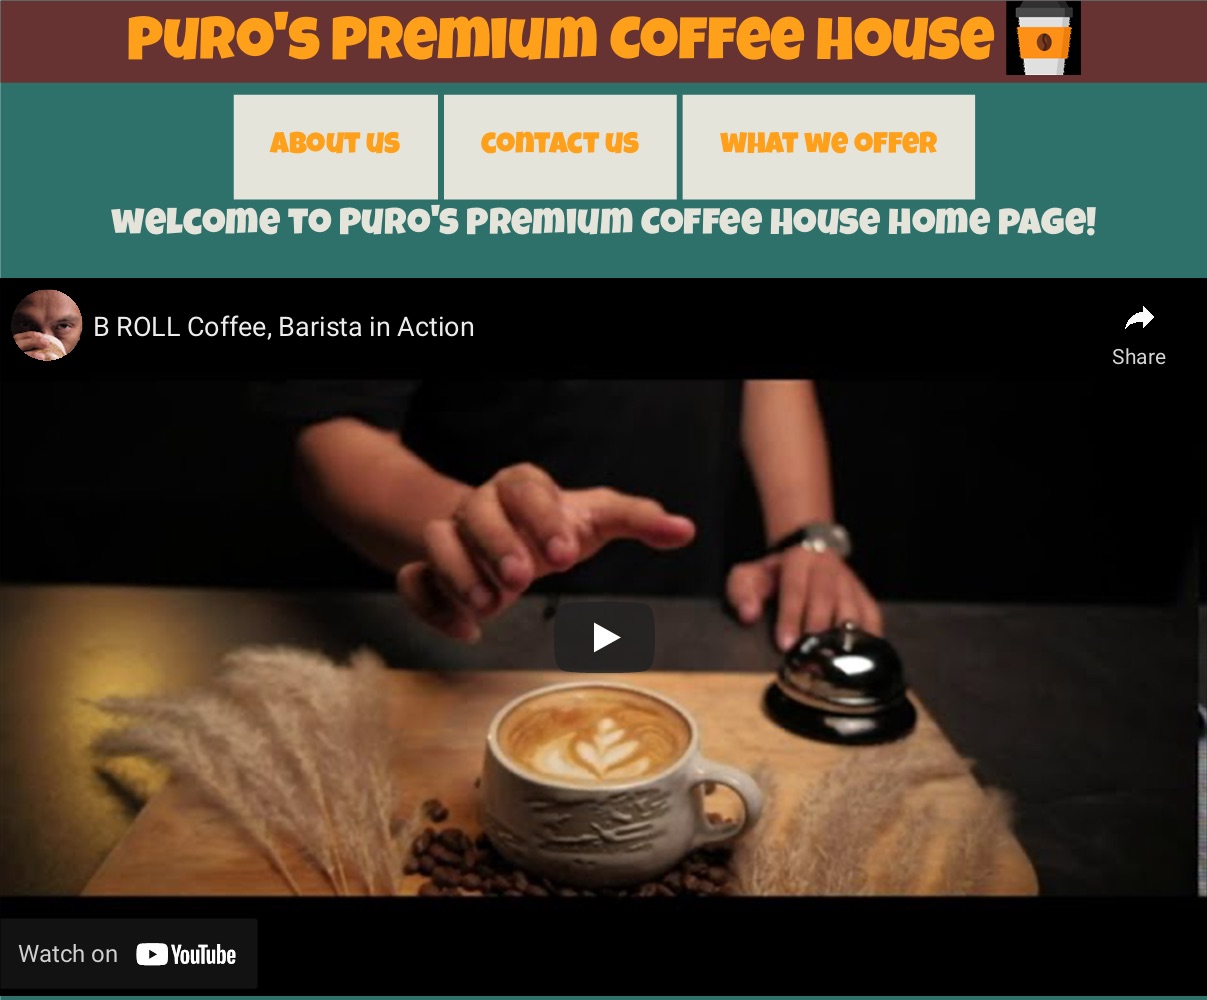 PURO'S PREMIUM COFFEE HOUSE
ABOUT US
CONTACT US
WHAT WE OFFER
WELCOME TO PURO'S PREMIUM COFFEE HOUSE HOME PAGE!
B ROLL Coffee, Barista in Action
Share
Watch on YouTube